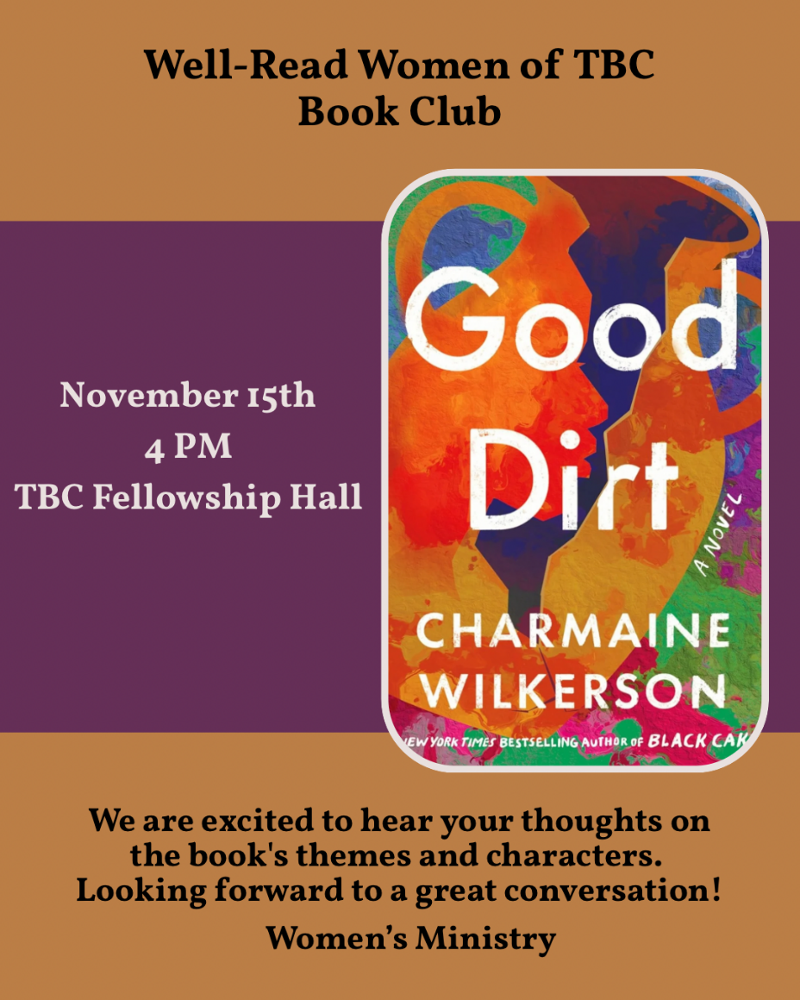 Well-Read Women of TBC
Book Club
November 15th
4 PM
TBC Fellowship Hall
Good
Dirt
A NOVEL
CHARMAINE
WILKERSON
NEW YORK TIMES BESTSELLING AUTHOR OF BLACK CAK
We are excited to hear your thoughts on
the book's themes and characters.
Looking forward to a great conversation!
Women’s Ministry